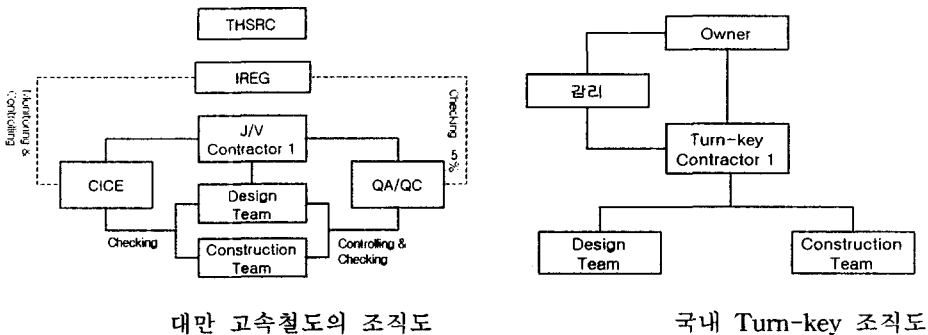 THSRC
IREG
Monitoring &
Controlling
Checking 5%
J/V
Contractor 1
CICE
QA/QC
Design
Team
Construction
Team
Checking
Controlling &
Checking
대만 고속철도의 조직도
Owner
감리
Turn-key
Contractor 1
Design
Team
Construction
Team
국내 Turn-key 조직도